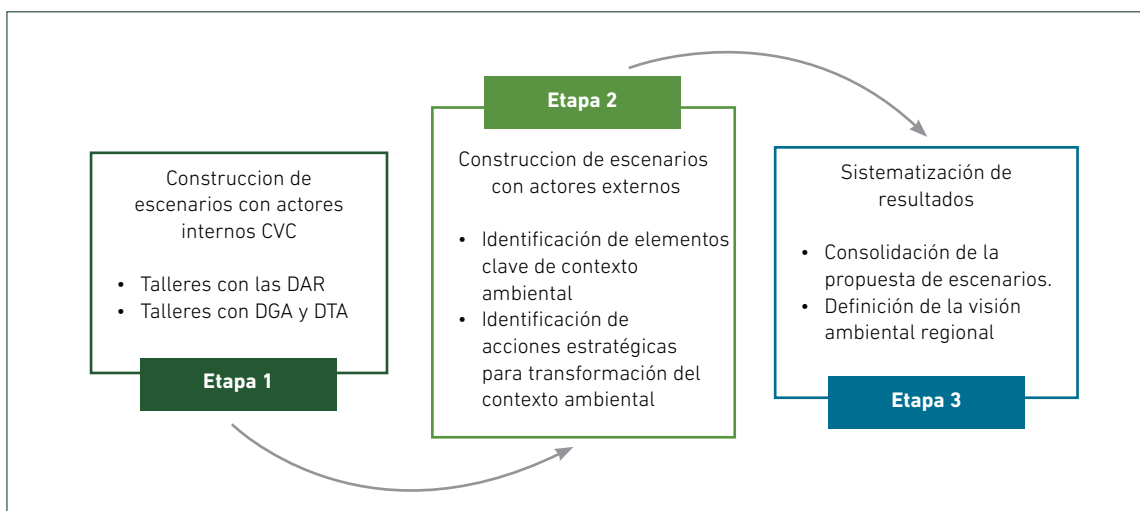 Construccion de
escenarios con actores
internos CVC
• Talleres con las DAR
• Talleres con DGA y DTA
Etapa 1
Etapa 2
Construccion de escenarios
con actores externos
• Identificación de elementos
clave de contexto
ambiental
• Identificación de
acciones estratégicas
para transformación del
contexto ambiental
Sistematización de
resultados
• Consolidación de la
propuesta de escenarios.
• Definición de la visión
ambiental regional
Etapa 3